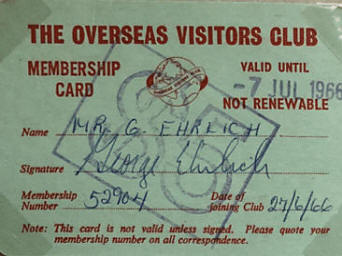 THE OVERSEAS VISITORS CLUB
MEMBERSHIP CARD
VALID UNTIL
-7 JUL 1966
NOT RENEWABLE
Name MR. G. EHRLICH
Signature George Ehrlich
Membership Number 52904
Date of joining Club 27/6/66
Note: This card is not valid unless signed. Please quote your
membership number on all correspondence.